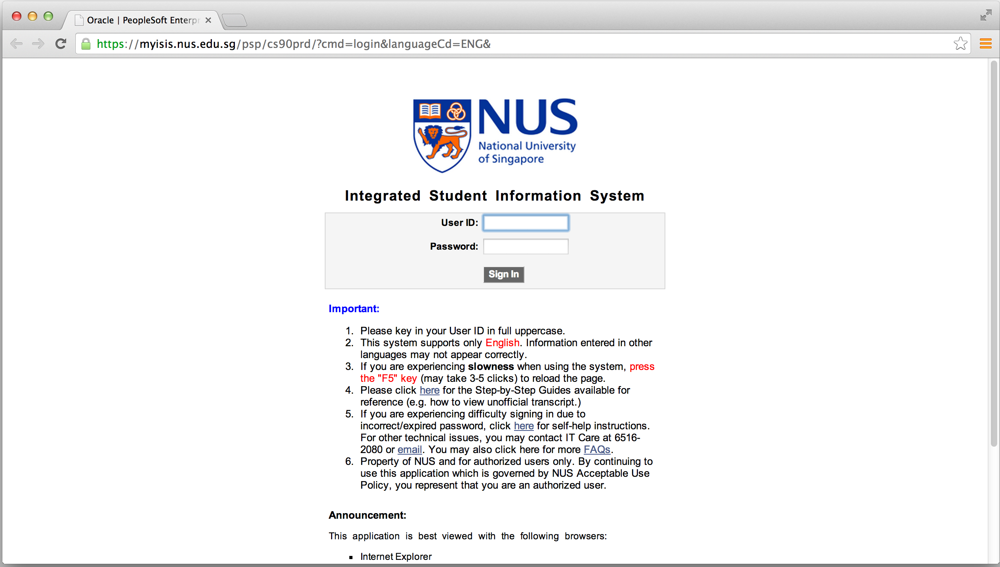 Oracle | PeopleSoft Enterpr
https://myisis.nus.edu.sg/psp/cs90prd/?cmd=login&languageCd=ENG&
NUS
National University
of Singapore
Integrated Student Information System
User ID:
Password:
Sign In
Important:
1. Please key in your User ID in full uppercase.
2. This system supports only English. Information entered in other
languages may not appear correctly.
3. If you are experiencing slowness when using the system, press
the "F5" key (may take 3-5 clicks) to reload the page.
4. Please click here for the Step-by-Step Guides available for
reference (e.g. how to view unofficial transcript.)
5. If you are experiencing difficulty signing in due to
incorrect/expired password, click here for self-help instructions.
For other technical issues, you may contact IT Care at 6516-
2080 or email. You may also click here for more FAQs.
6. Property of NUS and for authorized users only. By continuing to
use this application which is governed by NUS Acceptable Use
Policy, you represent that you are an authorized user.
Announcement:
This application is best viewed with the following browsers:
▪ Internet Explorer